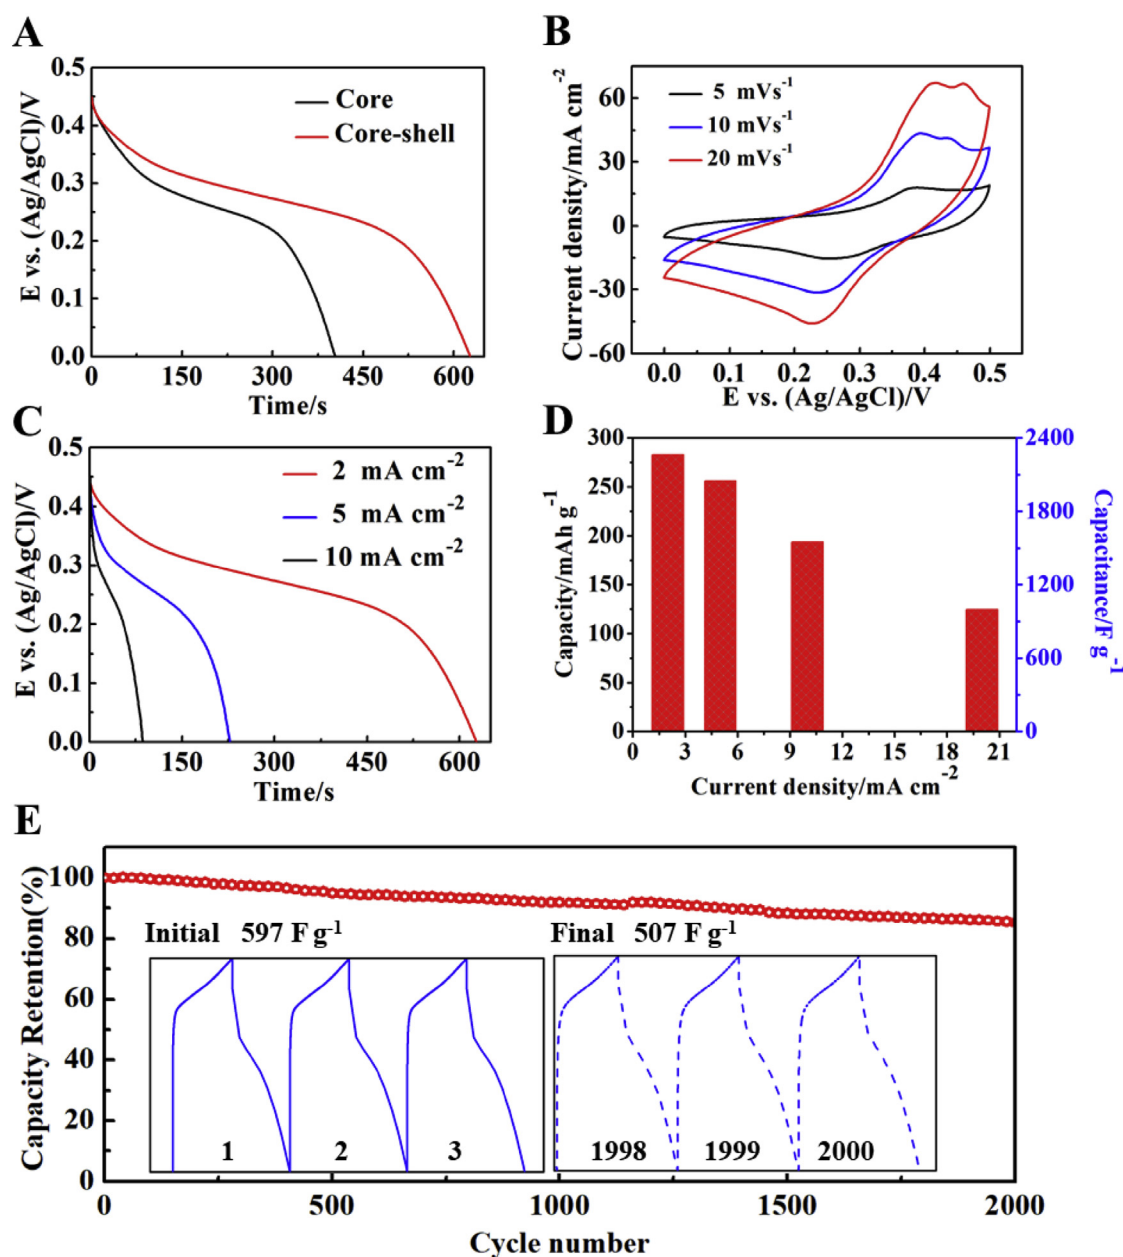 A
E vs. (Ag/AgCl)/V
0.5
0.4
0.3
0.2
0.1
0.0
Core
Core-shell
0 150 300 450 600
Time/s
B
Current density/mA cm-2
60
30
0
-30
-60
5 mVs-1
10 mVs-1
20 mVs-1
0.0 0.1 0.2 0.3 0.4 0.5
E vs. (Ag/AgCl)/V
C
E vs. (Ag/AgCl)/V
0.5
0.4
0.3
0.2
0.1
0.0
2 mA cm-2
5 mA cm-2
10 mA cm-2
0 150 300 450 600
Time/s
D
Capacity/mAh g-1
300
250
200
150
100
50
0
2400
1800
1200
600
0
Capacitance/F g-1
0 3 6 9 12 15 18 21
Current density/mA cm-2
E
Capacity Retention(%)
100
80
60
40
20
0
Initial 597 F g-1
1 2 3
Final 507 F g-1
1998 1999 2000
0 500 1000 1500 2000
Cycle number